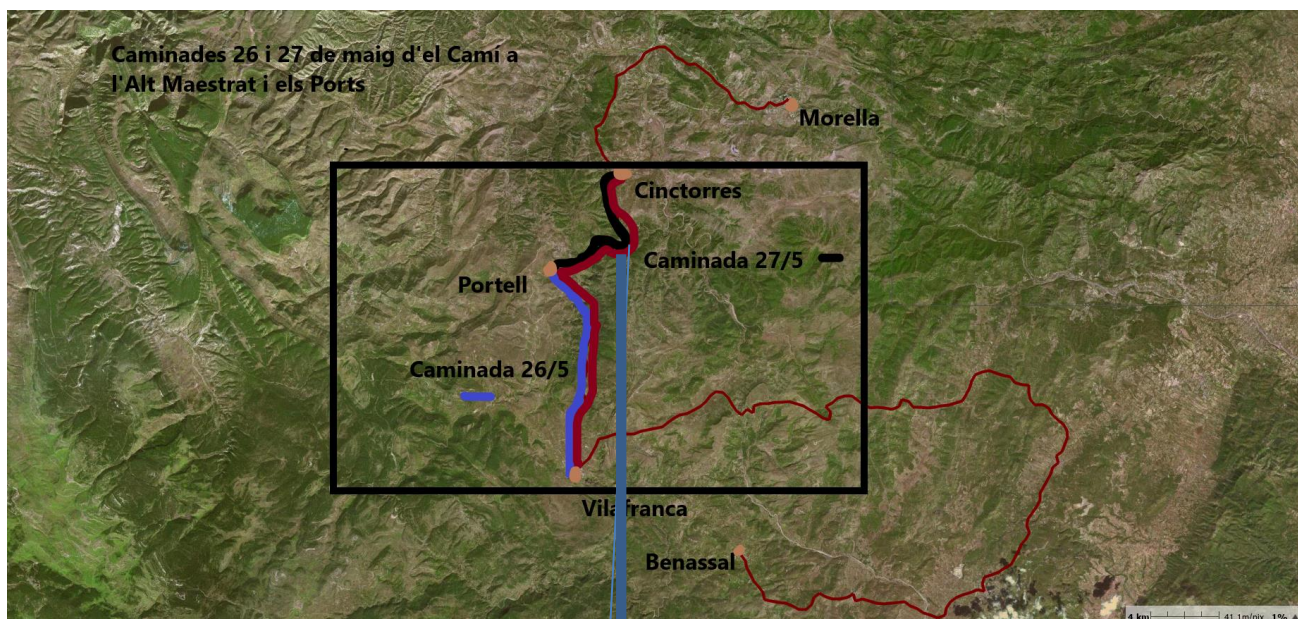 Caminades 26 i 27 de maig d'el Camí a
l'Alt Maestrat i els Ports
Morella
Cinctorres
Caminada 27/5
Portell
Caminada 26/5
Vilafranca
Benassal
4 km 41.1m/pix 1%